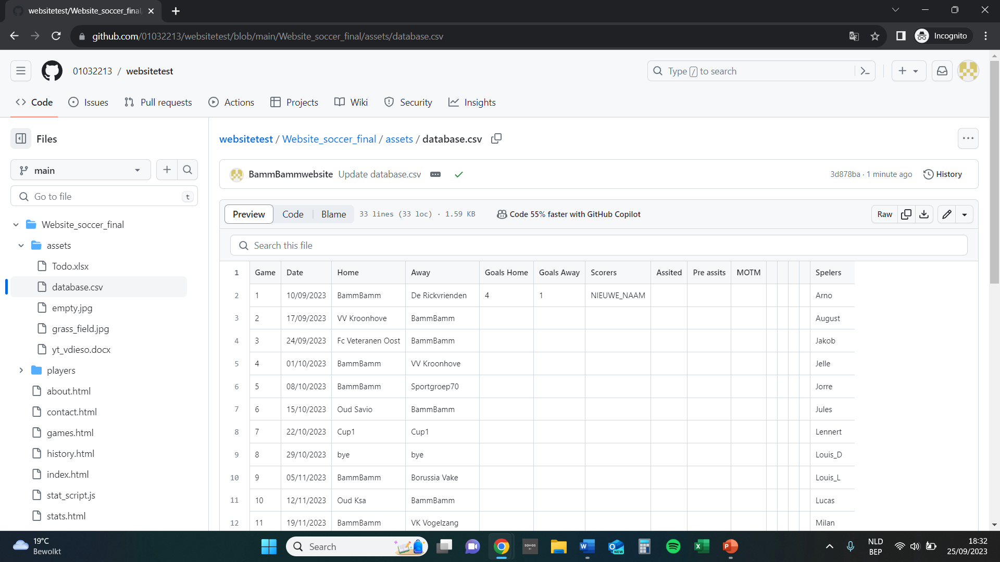 websitetest/Website_soccer_final
github.com/01032213/websitetest/blob/main/Website_soccer_final/assets/database.csv
Incognito
01032213 / websitetest
Type / to search
Code
Issues
Pull requests
Actions
Projects
Wiki
Security
Insights
Files
websitetest / Website_soccer_final / assets / database.csv
main
BammBammwebsite Update database.csv
3d878ba · 1 minute ago
History
Go to file
t
Preview
Code
Blame
33 lines (33 loc) · 1.59 KB
Code 55% faster with GitHub Copilot
Raw
Website_soccer_final
assets
Todo.xlsx
database.csv
empty.jpg
grass_field.jpg
yt_vdieso.docx
players
about.html
contact.html
games.html
history.html
index.html
stat_script.js
stats.html
Search this file
1 Game Date Home Away Goals Home Goals Away Scorers Assited Pre assits MOTM Spelers
2 1 10/09/2023 BammBamm De Rickvrienden 4 1 NIEUWE_NAAM Arno
3 2 17/09/2023 VV Kroonhove BammBamm August
4 3 24/09/2023 Fc Veteranen Oost BammBamm Jakob
5 4 01/10/2023 BammBamm VV Kroonhove Jelle
6 5 08/10/2023 BammBamm Sportgroep70 Jorre
7 6 15/10/2023 Oud Savio BammBamm Jules
8 7 22/10/2023 Cup1 Cup1 Lennert
9 8 29/10/2023 bye bye Louis_D
10 9 05/11/2023 BammBamm Borussia Vake Louis_L
11 10 12/11/2023 Oud Ksa BammBamm Lucas
12 11 19/11/2023 BammBamm VK Vogelzang Milan
19°C
Bewolkt
Search
SONOS
NEW
NLD
BEP
18:32
25/09/2023